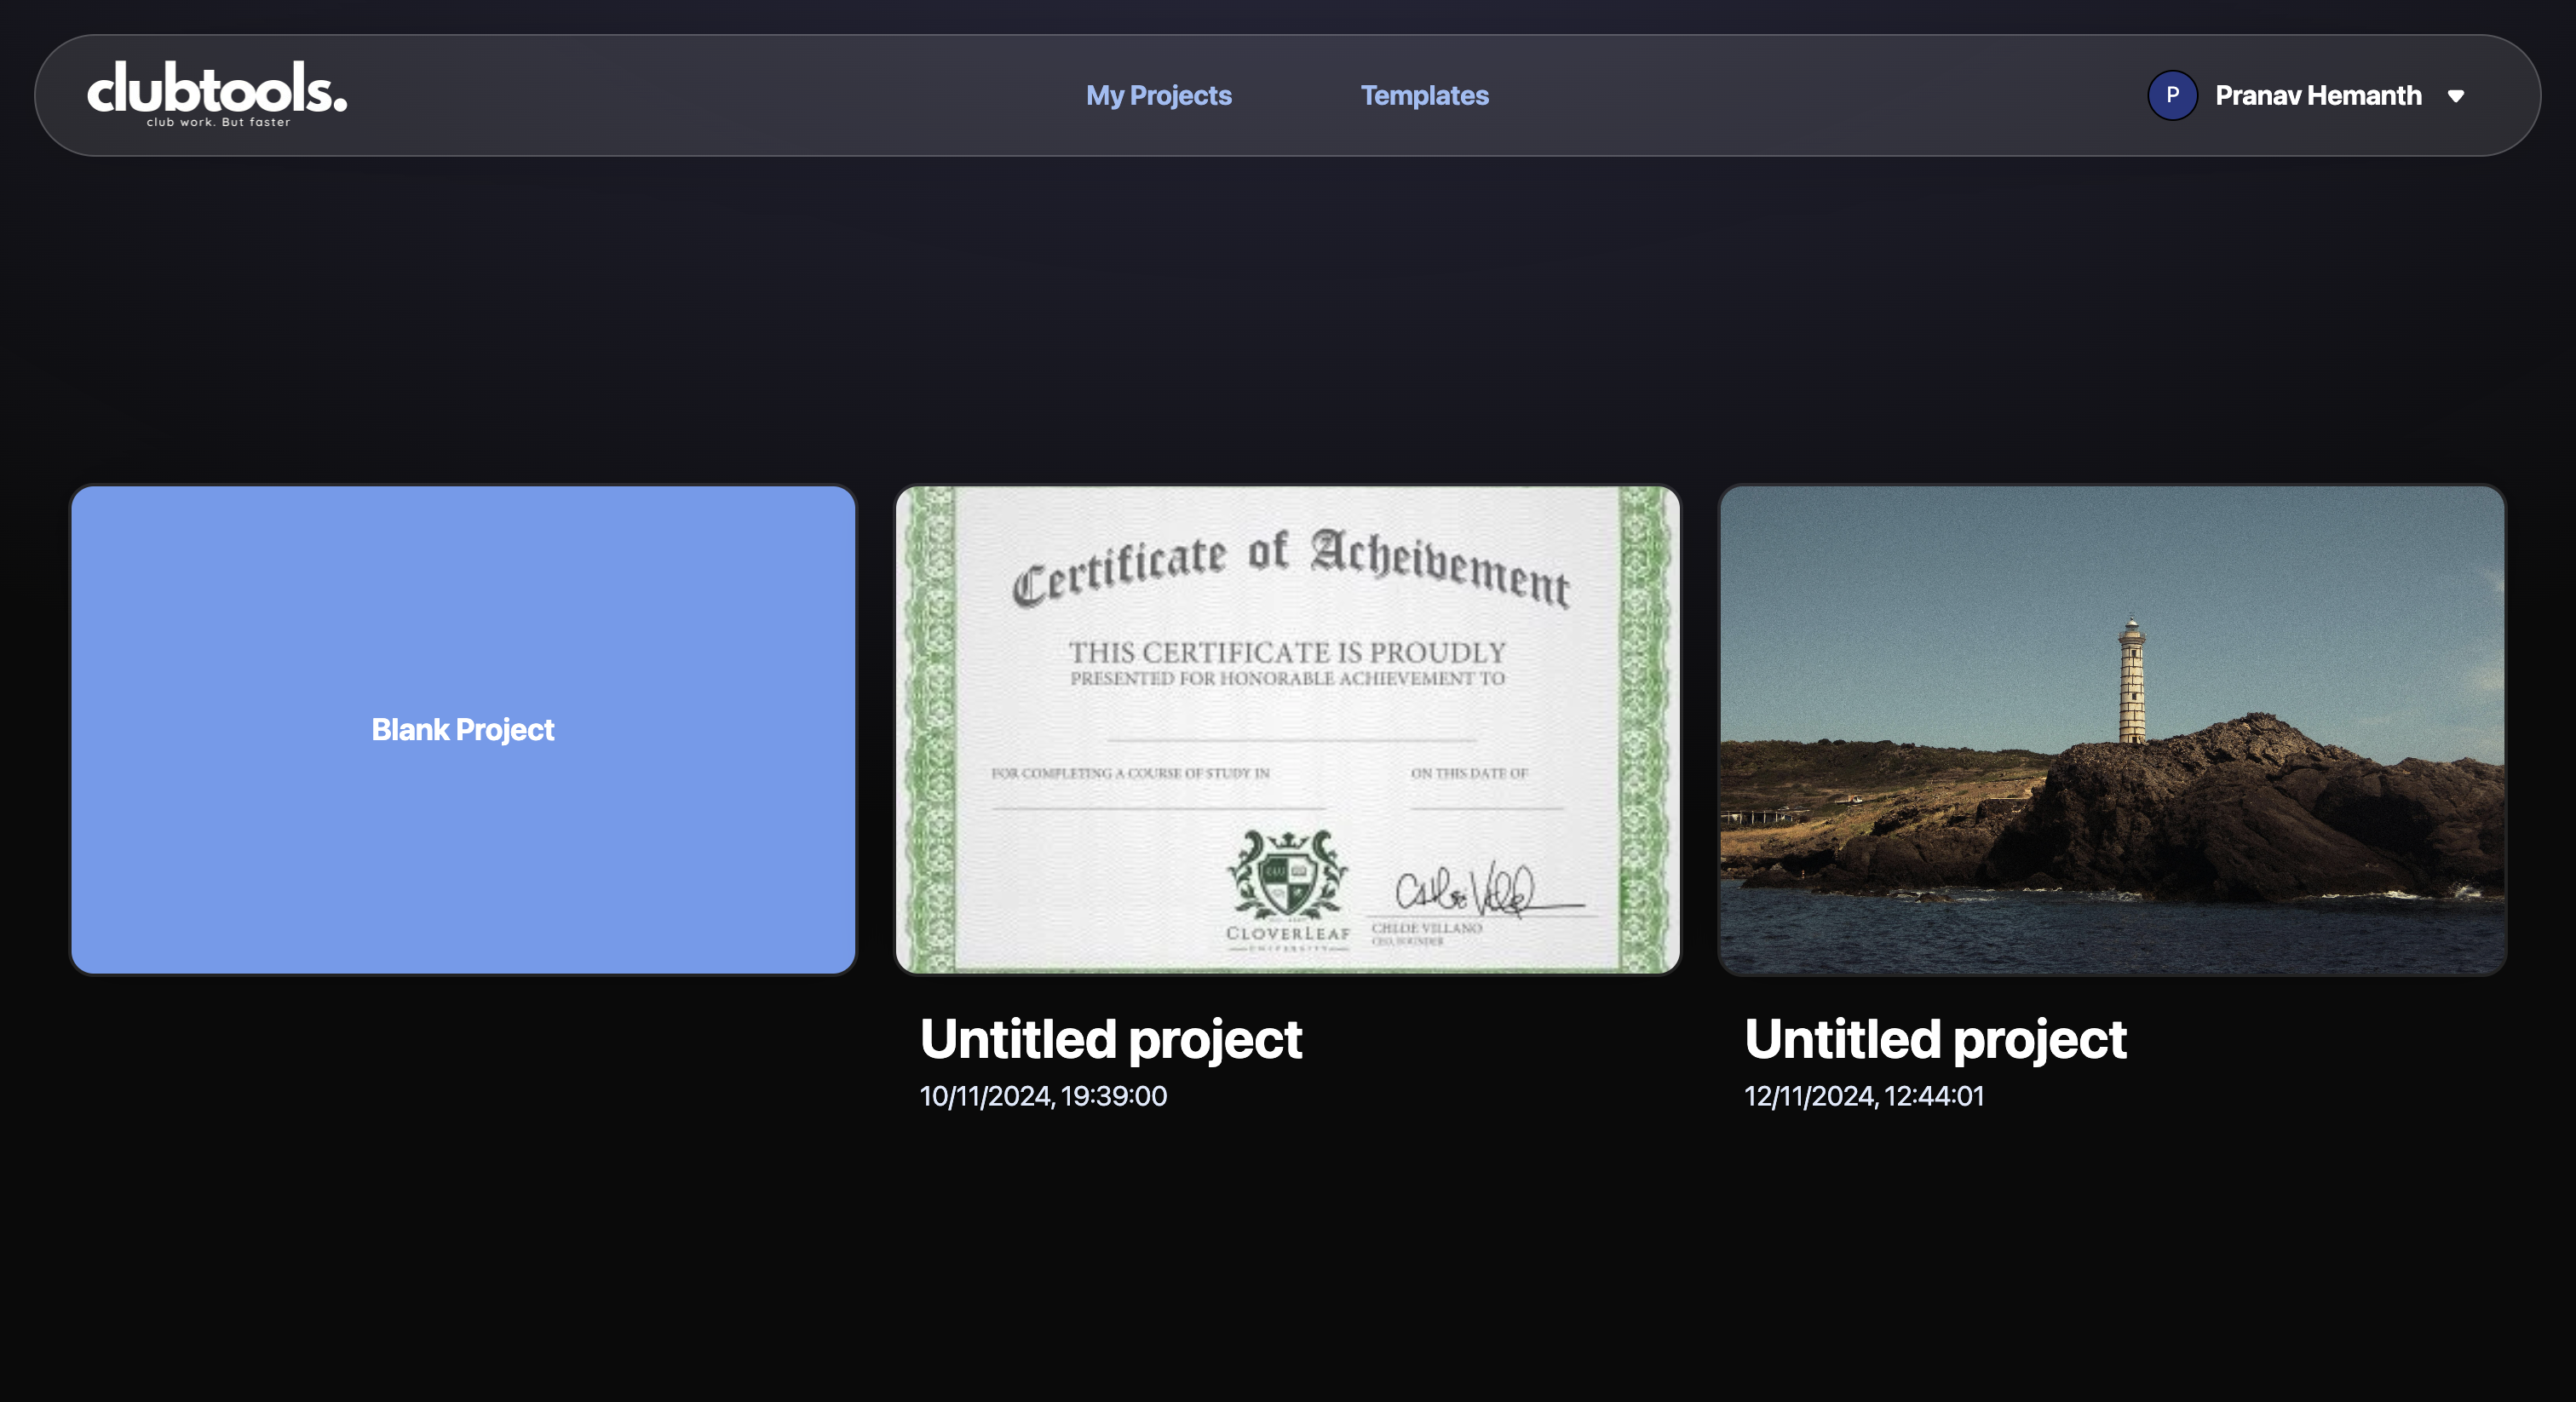 clubtools.
club work. But faster
My Projects
Templates
P
Pranav Hemanth
Blank Project
Certificate of Acheivement
THIS CERTIFICATE IS PROUDLY
PRESENTED FOR HONORABLE ACHIEVEMENT TO
FOR COMPLETING A COURSE OF STUDY IN
ON THIS DATE OF
CLU
CLOVERLEAF
UNIVERSITY
CHLOE VILLANO
CEO, FOUNDER
Untitled project
10/11/2024, 19:39:00
Untitled project
12/11/2024, 12:44:01